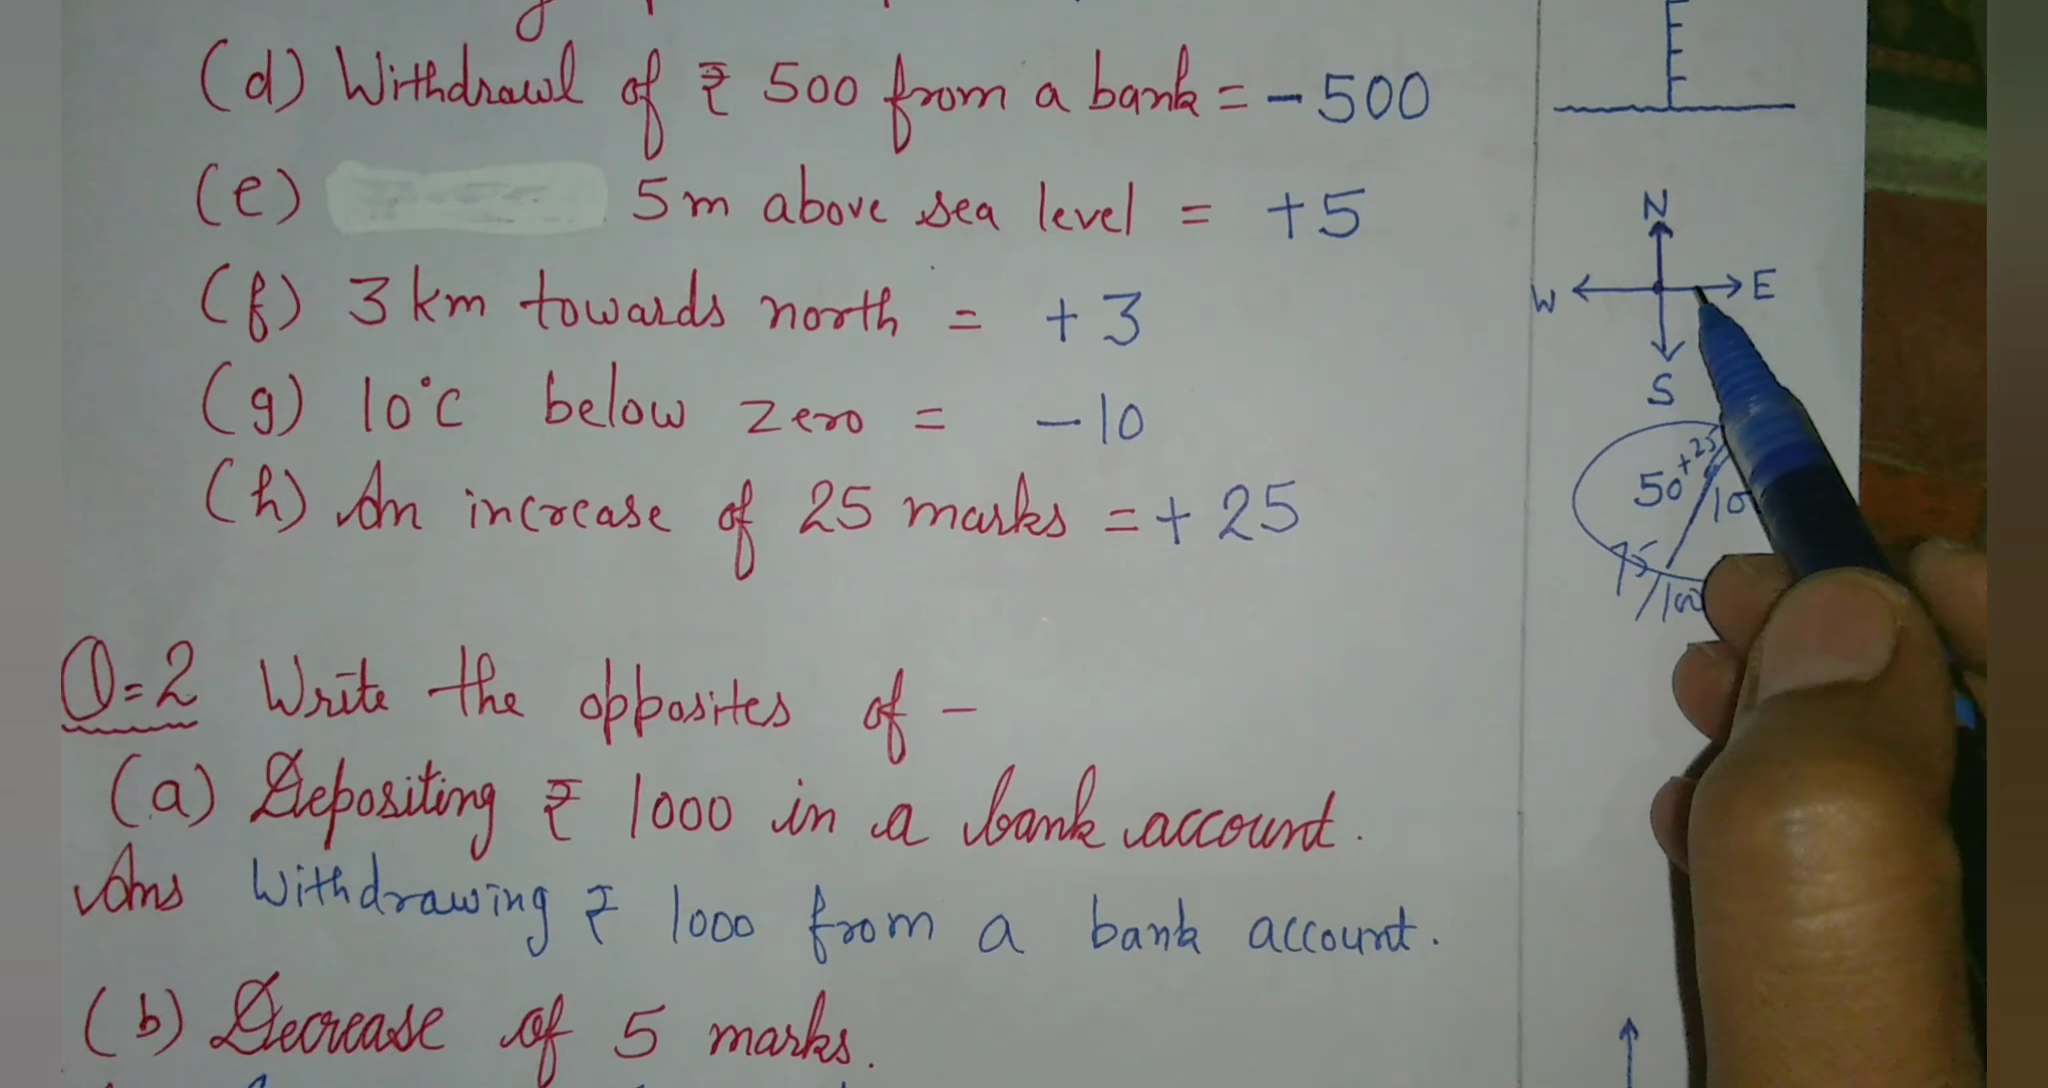 (d) Withdrawl of ₹ 500 from a bank = - 500
(e) 5m above sea level = +5
(f) 3 km towards north = +3
(g) 10°C below zero = -10
(h) An increase of 25 marks = + 25
Q=2 Write the opposites of -
(a) Depositing ₹ 1000 in a bank account.
Ans Withdrawing ₹ 1000 from a bank account.
(b) Decrease of 5 marks.
N
W E
S
50 +25
75/100